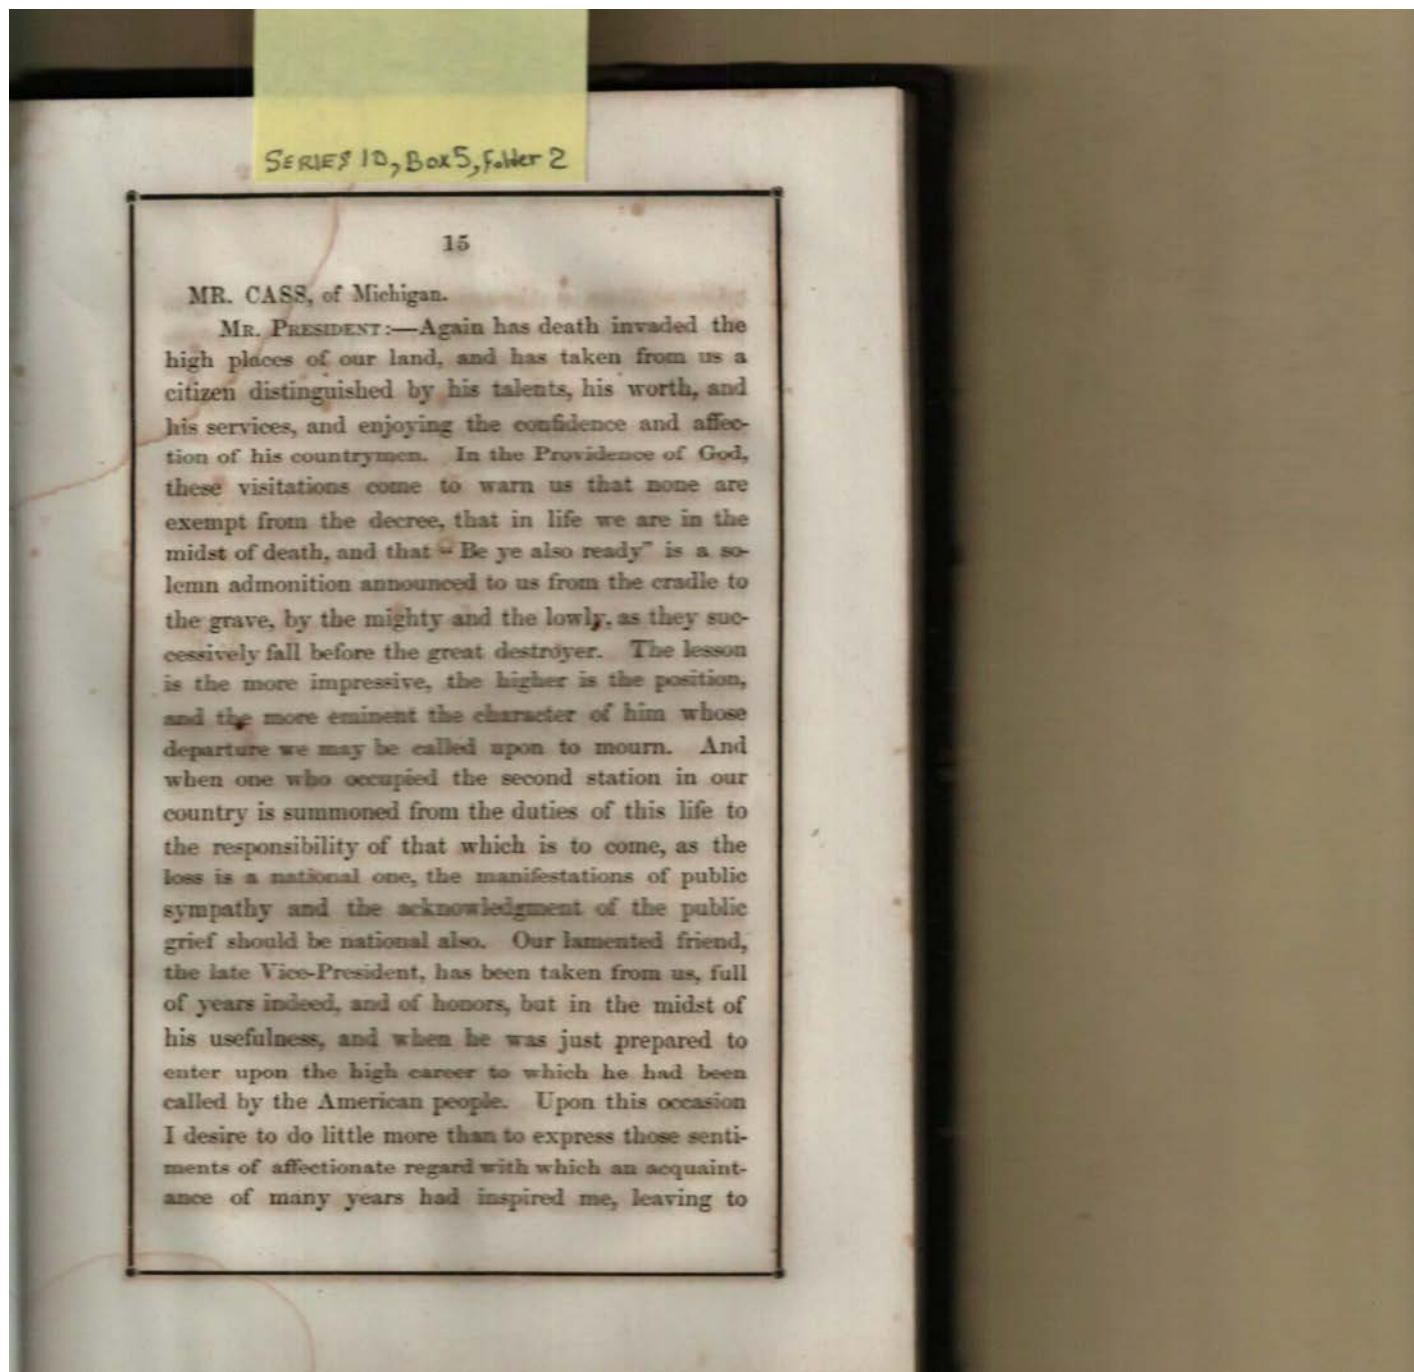 SERIES 1D, Box 5, Folder 2
15
MR. CASS, of Michigan.
MR. PRESIDENT:—Again has death invaded the
high places of our land, and has taken from us a
citizen distinguished by his talents, his worth, and
his services, and enjoying the confidence and affec-
tion of his countrymen. In the Providence of God,
these visitations come to warn us that none are
exempt from the decree, that in life we are in the
midst of death, and that “Be ye also ready” is a so-
lemn admonition announced to us from the cradle to
the grave, by the mighty and the lowly, as they suc-
cessively fall before the great destroyer. The lesson
is the more impressive, the higher is the position,
and the more eminent the character of him whose
departure we may be called upon to mourn. And
when one who occupied the second station in our
country is summoned from the duties of this life to
the responsibility of that which is to come, as the
loss is a national one, the manifestations of public
sympathy and the acknowledgment of the public
grief should be national also. Our lamented friend,
the late Vice-President, has been taken from us, full
of years indeed, and of honors, but in the midst of
his usefulness, and when he was just prepared to
enter upon the high career to which he had been
called by the American people. Upon this occasion
I desire to do little more than to express those senti-
ments of affectionate regard with which an acquaint-
ance of many years had inspired me, leaving to